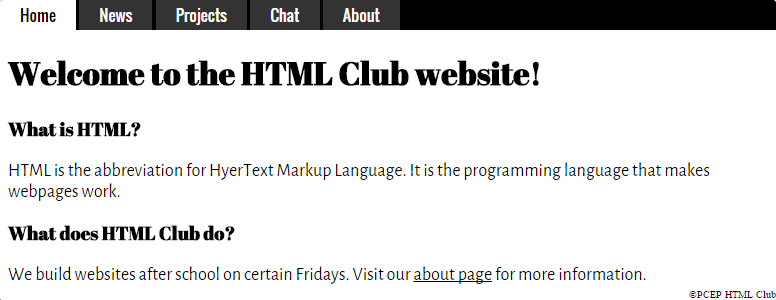 Home News Projects Chat About
Welcome to the HTML Club website!
What is HTML?
HTML is the abbreviation for HyerText Markup Language. It is the programming language that makes
webpages work.
What does HTML Club do?
We build websites after school on certain Fridays. Visit our about page for more information.
©PCEP HTML Club